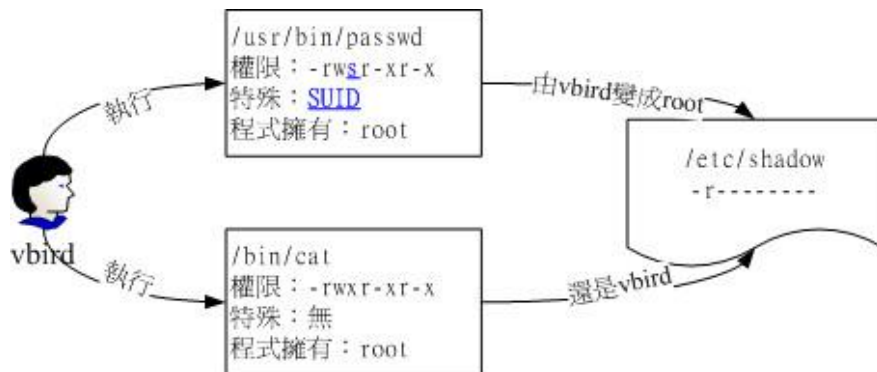 /usr/bin/passwd
權限：-rwsr-xr-x
特殊：SUID
程式擁有：root
執行
由vbird變成root
/etc/shadow
-r--------
vbird
執行
/bin/cat
權限：-rwxr-xr-x
特殊：無
程式擁有：root
還是vbird